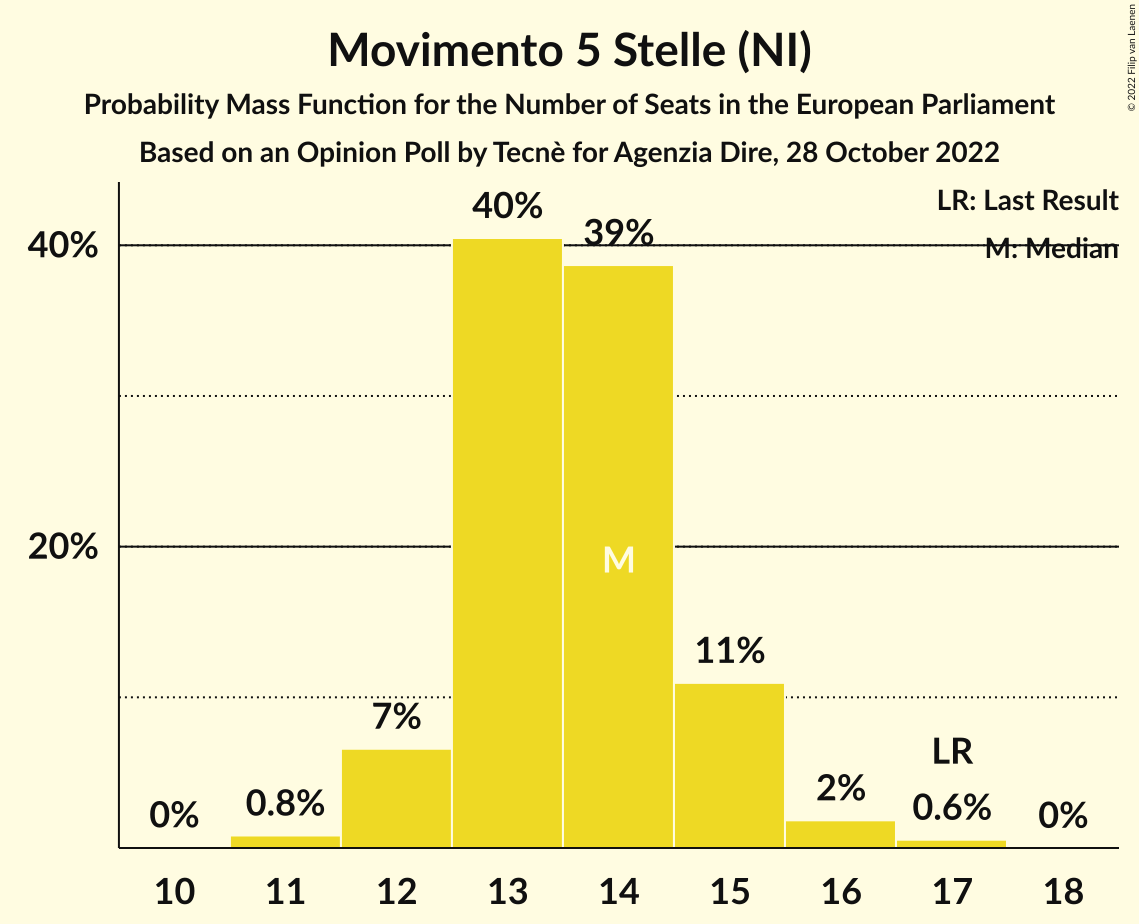 Movimento 5 Stelle (NI)
Probability Mass Function for the Number of Seats in the European Parliament
Based on an Opinion Poll by Tecnè for Agenzia Dire, 28 October 2022
© 2022 Filip van Laenen
LR: Last Result
M: Median
40%
20%
0%
0.8%
7%
40%
39%
M
11%
2%
LR
0.6%
0%
10 11 12 13 14 15 16 17 18